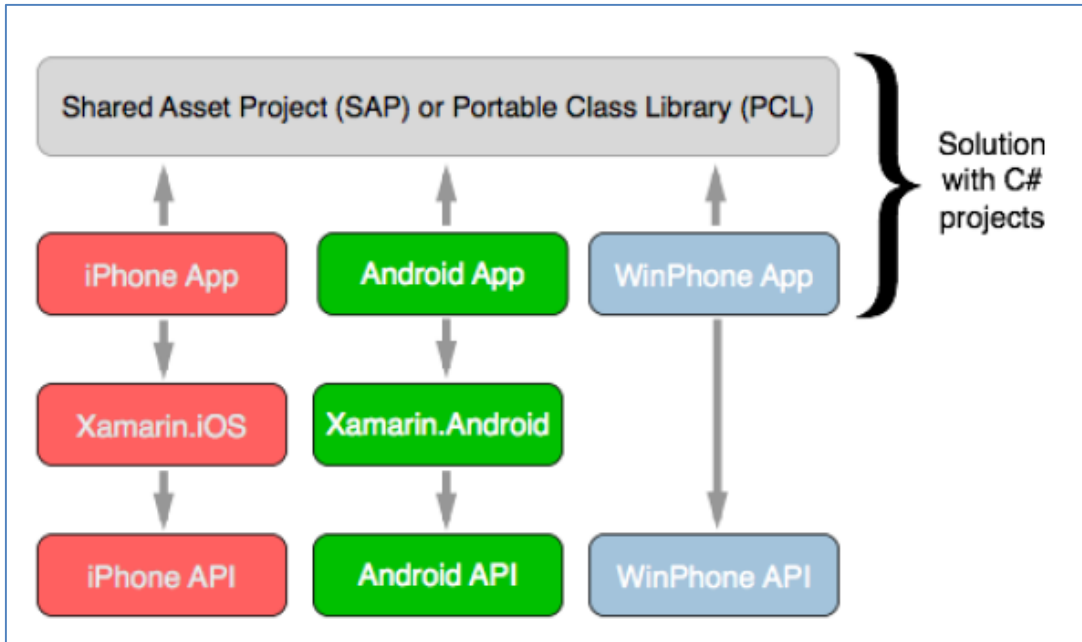 Shared Asset Project (SAP) or Portable Class Library (PCL)
Solution
with C#
projects
iPhone App
Android App
WinPhone App
Xamarin.iOS
Xamarin.Android
iPhone API
Android API
WinPhone API